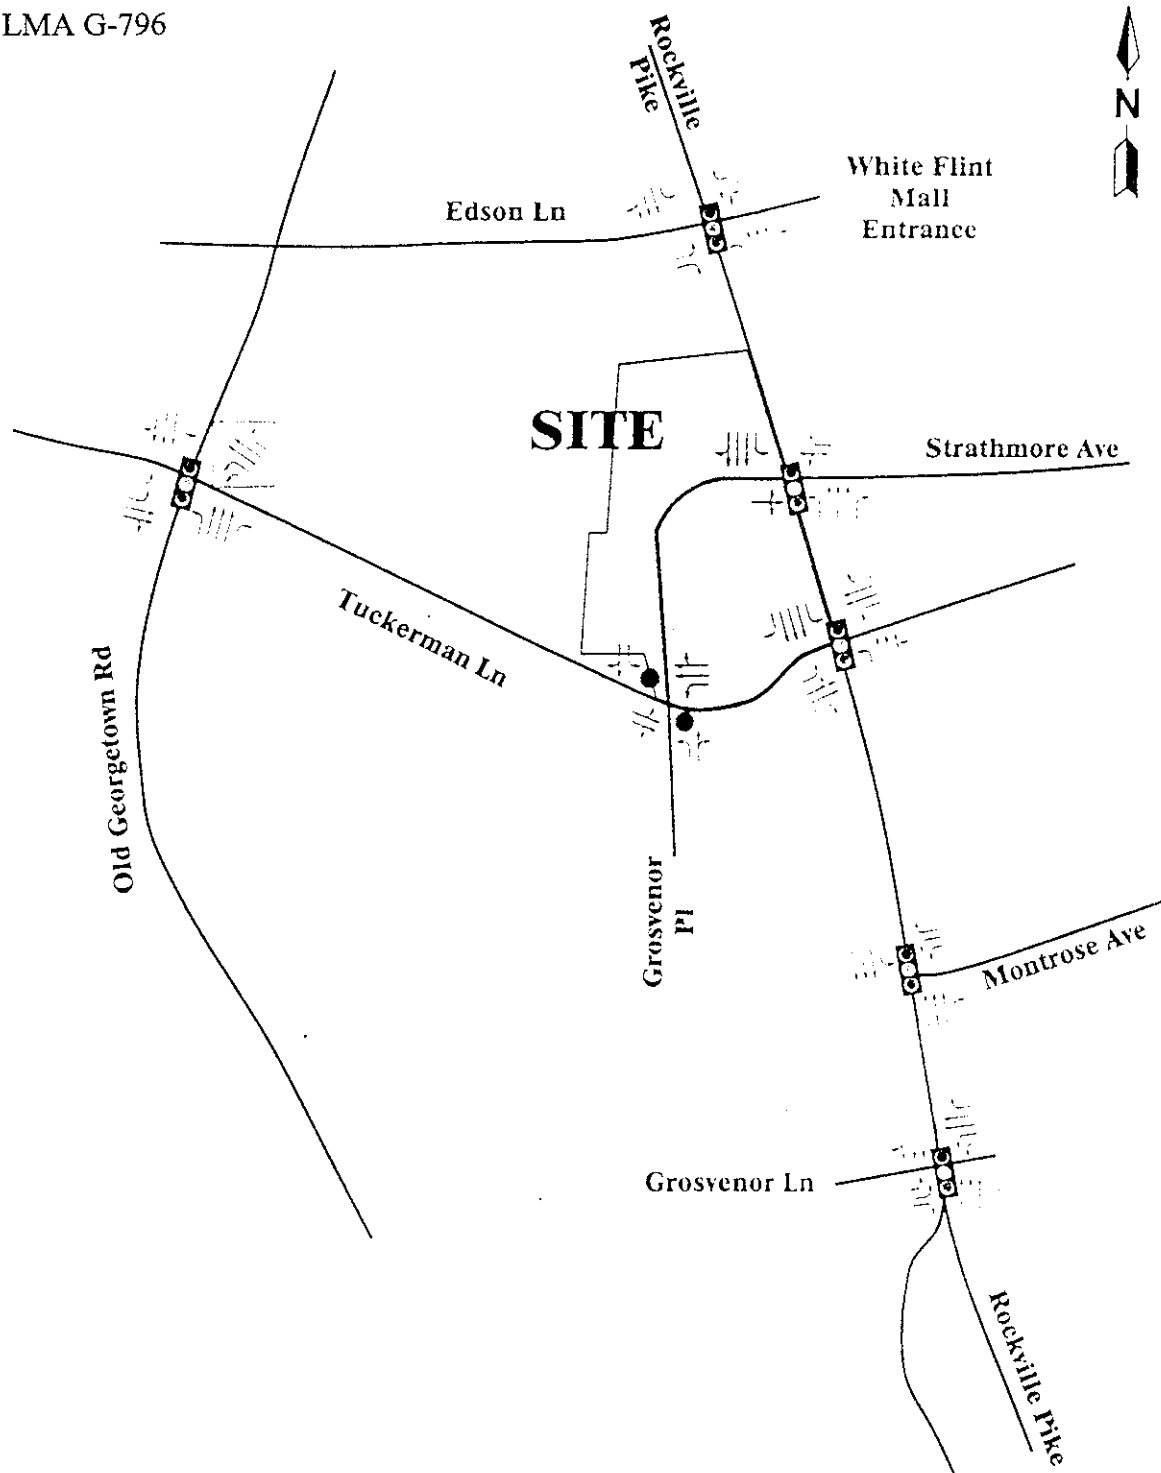 LMA G-796
Rockville
Pike
N
White Flint
Mall
Entrance
Edson Ln
SITE
Strathmore Ave
Tuckerman Ln
Old Georgetown Rd
Grosvenor
Pl
Montrose Ave
Grosvenor Ln
Rockville Pike